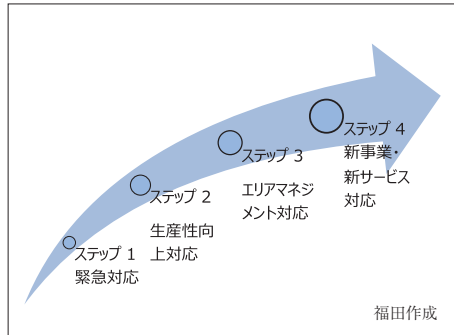 ステップ 1
緊急対応
ステップ 2
生産性向
上対応
ステップ 3
エリアマネジ
メント対応
ステップ 4
新事業・
新サービス
対応
福田作成